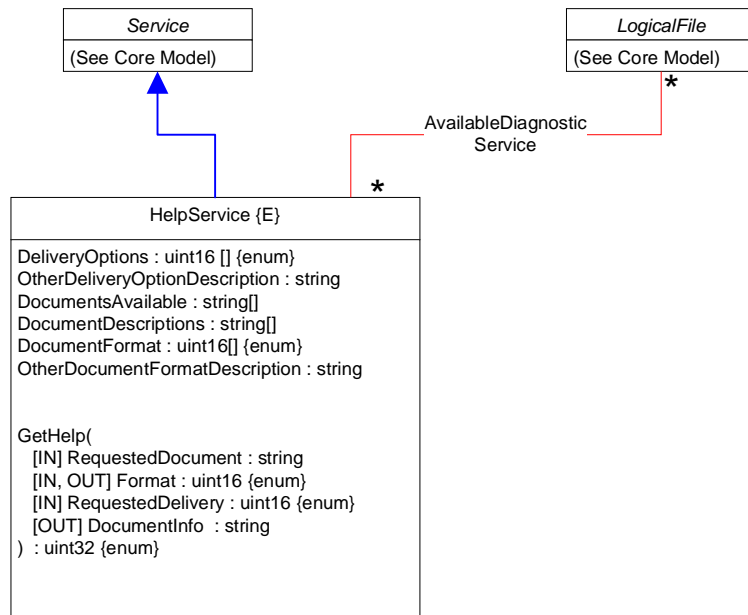 Service
(See Core Model)
LogicalFile
(See Core Model)
*
AvailableDiagnostic
Service
*
HelpService {E}
DeliveryOptions : uint16 [] {enum}
OtherDeliveryOptionDescription : string
DocumentsAvailable : string[]
DocumentDescriptions : string[]
DocumentFormat : uint16[] {enum}
OtherDocumentFormatDescription : string
GetHelp(
[IN] RequestedDocument : string
[IN, OUT] Format : uint16 {enum}
[IN] RequestedDelivery : uint16 {enum}
[OUT] DocumentInfo : string
) : uint32 {enum}